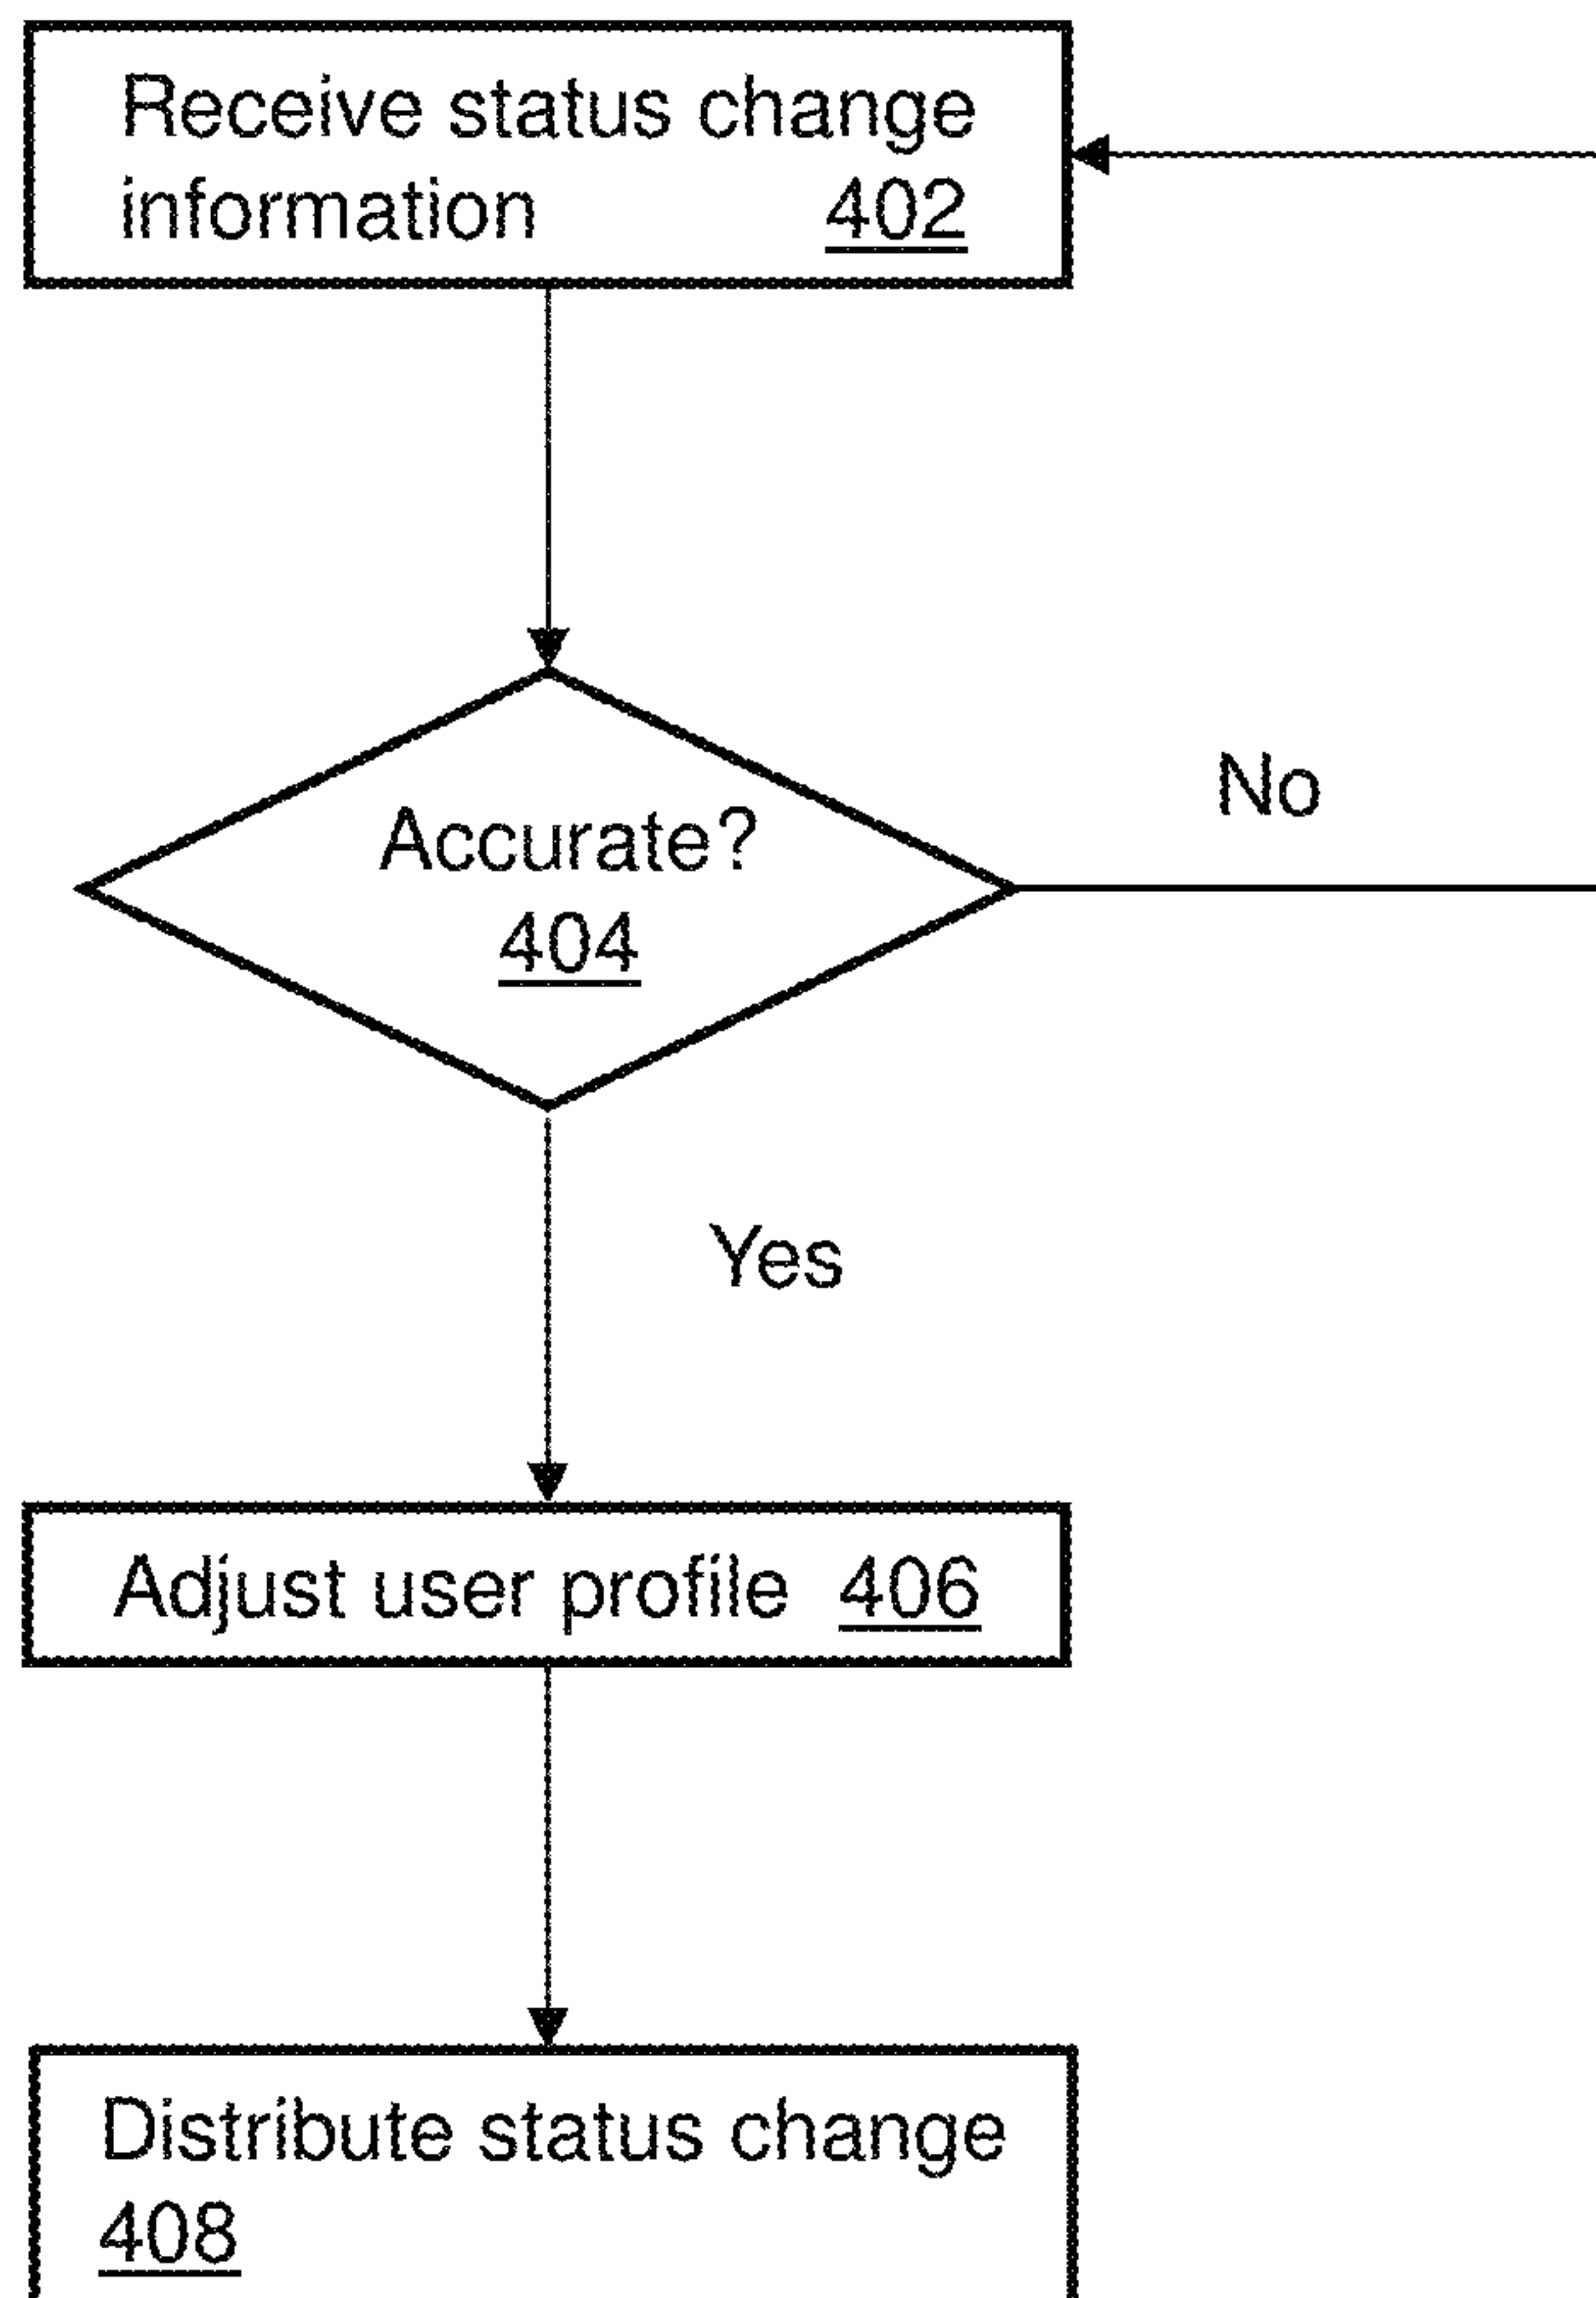 Receive status change
information 402
Accurate?
404
No
Yes
Adjust user profile 406
Distribute status change
408